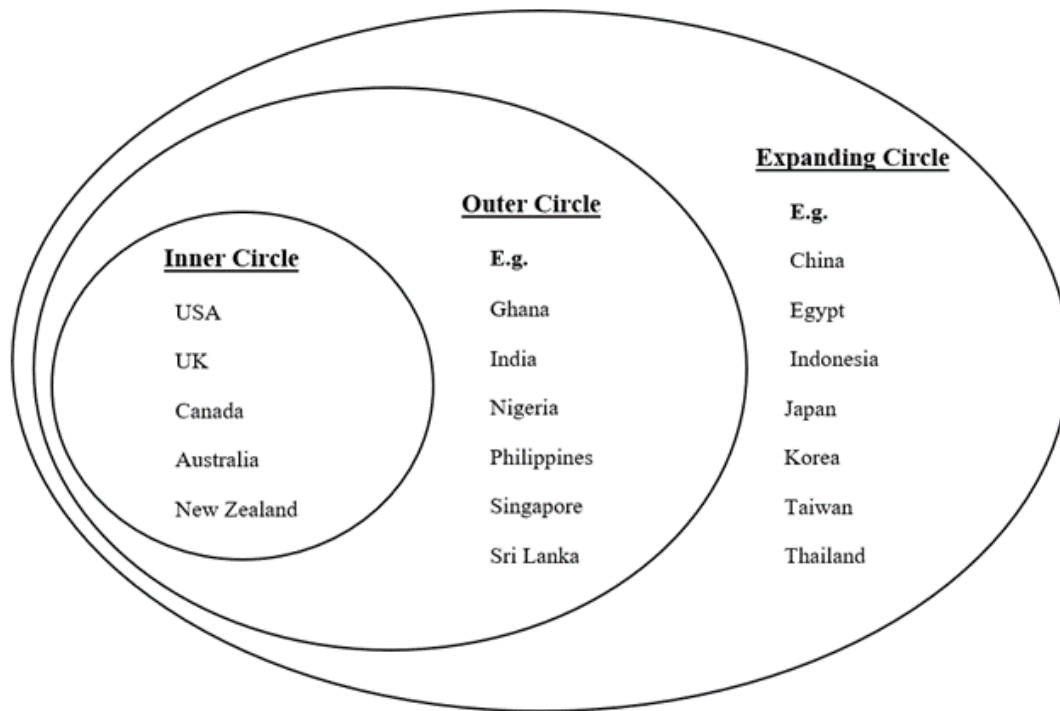 Inner Circle
USA
UK
Canada
Australia
New Zealand
Outer Circle
E.g.
Ghana
India
Nigeria
Philippines
Singapore
Sri Lanka
Expanding Circle
E.g.
China
Egypt
Indonesia
Japan
Korea
Taiwan
Thailand